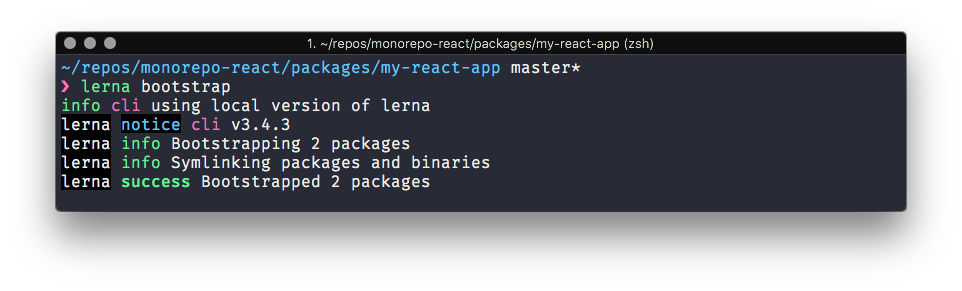 1. ~/repos/monorepo-react/packages/my-react-app (zsh)
~/repos/monorepo-react/packages/my-react-app master*
❯ lerna bootstrap
info cli using local version of lerna
lerna notice cli v3.4.3
lerna info Bootstrapping 2 packages
lerna info Symlinking packages and binaries
lerna success Bootstrapped 2 packages